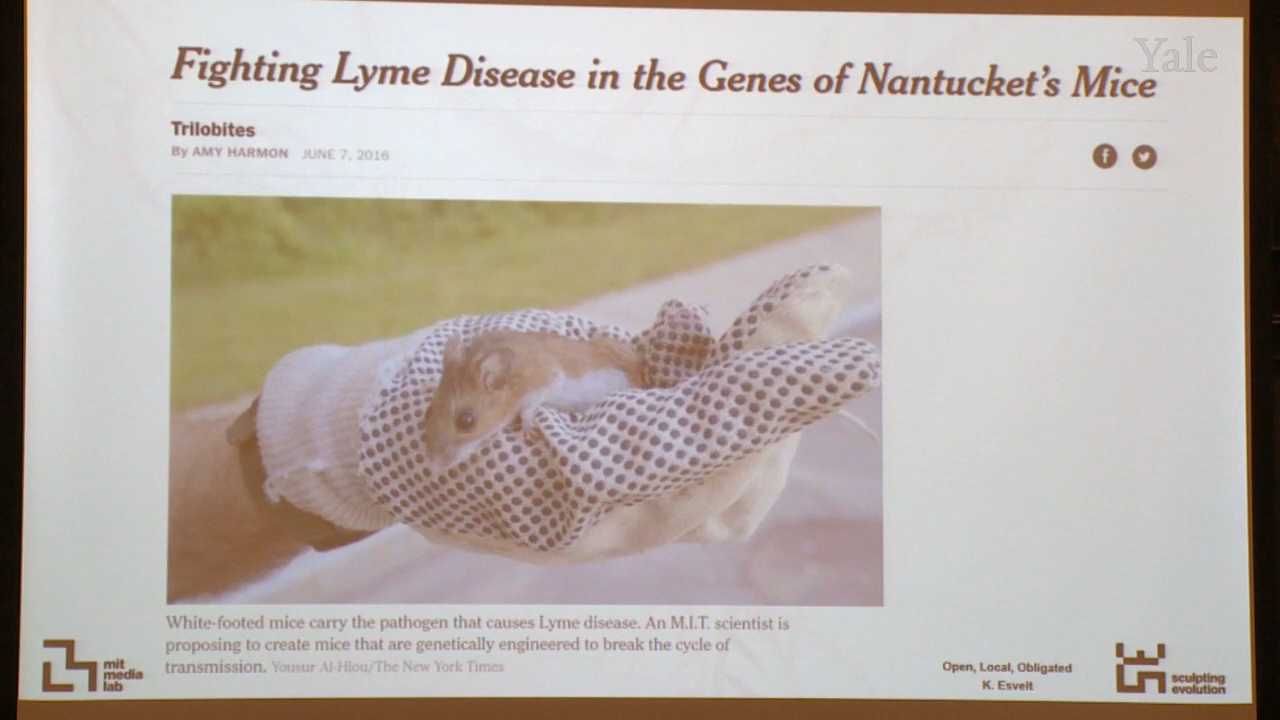 Yale
Fighting Lyme Disease in the Genes of Nantucket's Mice
Trilobites
By AMY HARMON JUNE 7, 2016
White-footed mice carry the pathogen that causes Lyme disease. An M.I.T. scientist is
proposing to create mice that are genetically engineered to break the cycle of
transmission. Yousur Al-Hlou/The New York Times
mit
media
lab
Open, Local, Obligated
K. Esvelt
sculpting
evolution